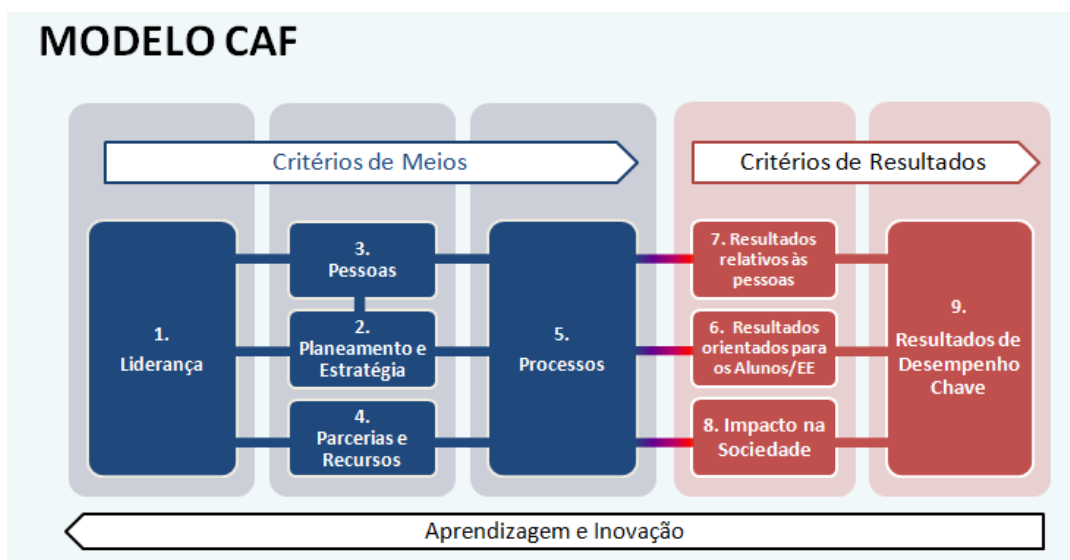 MODELO CAF
Critérios de Meios
Critérios de Resultados
1.
Liderança
3.
Pessoas
2.
Planeamento e
Estratégia
4.
Parcerias e
Recursos
5.
Processos
7. Resultados
relativos às
pessoas
6. Resultados
orientados para
os Alunos/EE
8. Impacto na
Sociedade
9.
Resultados de
Desempenho
Chave
Aprendizagem e Inovação